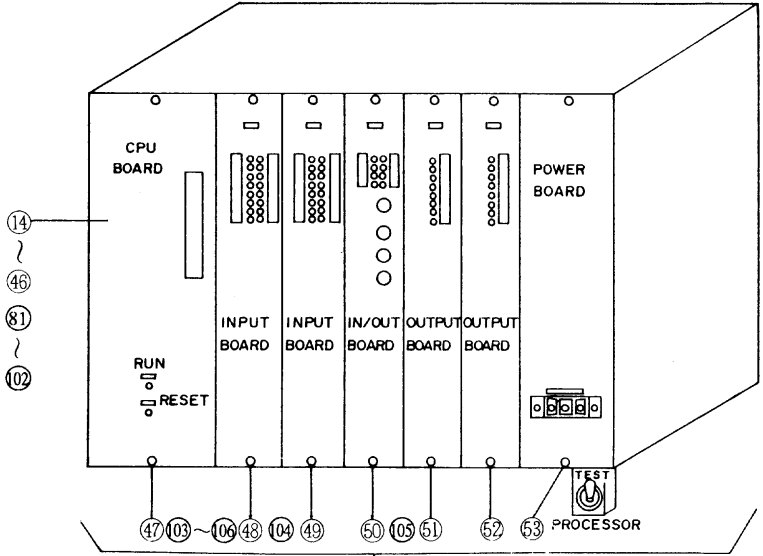 CPU
BOARD
POWER
BOARD
⑭
~
㊻
81
~
102
INPUT
BOARD
INPUT
BOARD
IN/OUT
BOARD
OUTPUT
BOARD
OUTPUT
BOARD
RUN
RESET
TEST
㊼ 103 ~ 106 ㊽ 104 ㊾ ㊿ 105 51 52 53
PROCESSOR